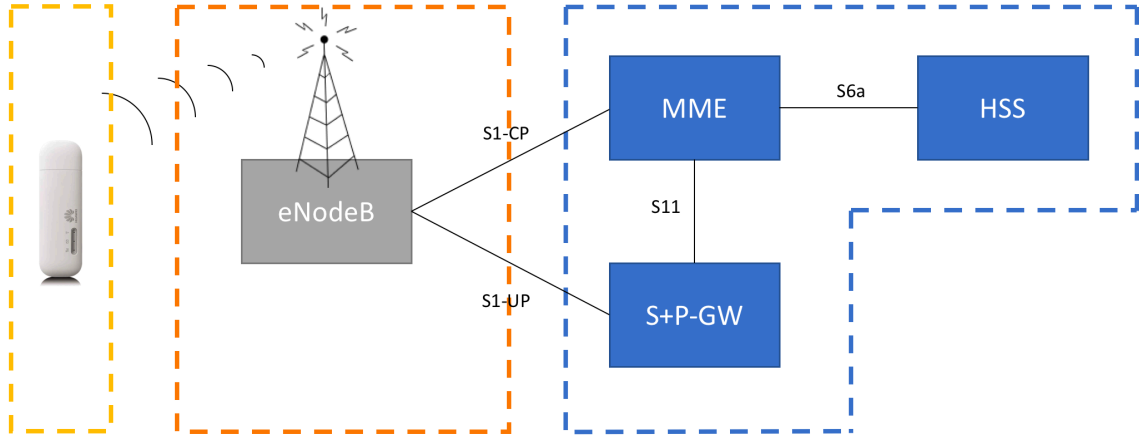 S1-CP
MME
S6a
HSS
eNodeB
S11
S1-UP
S+P-GW